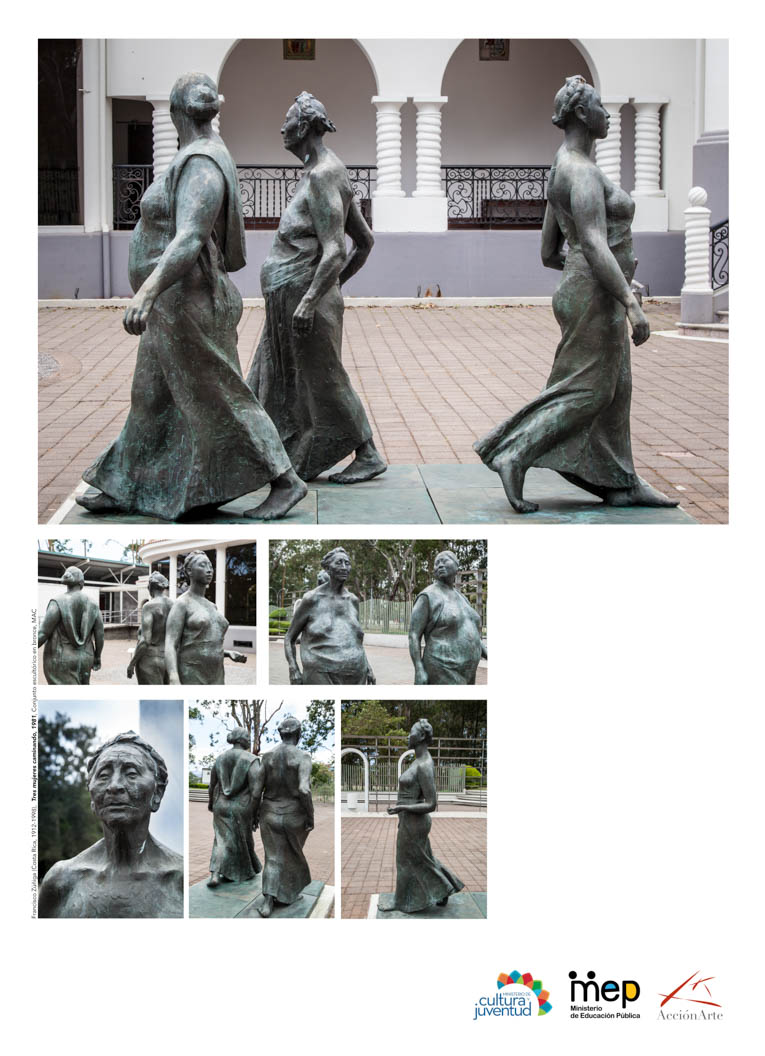 Francisco Zúñiga (Costa Rica, 1912-1998). Tres mujeres caminando, 1981. Conjunto escultórico en bronce, MAC
MINISTERIO DE
cultura y
juventud
mep
Ministerio
de Educación Pública
AcciónArte